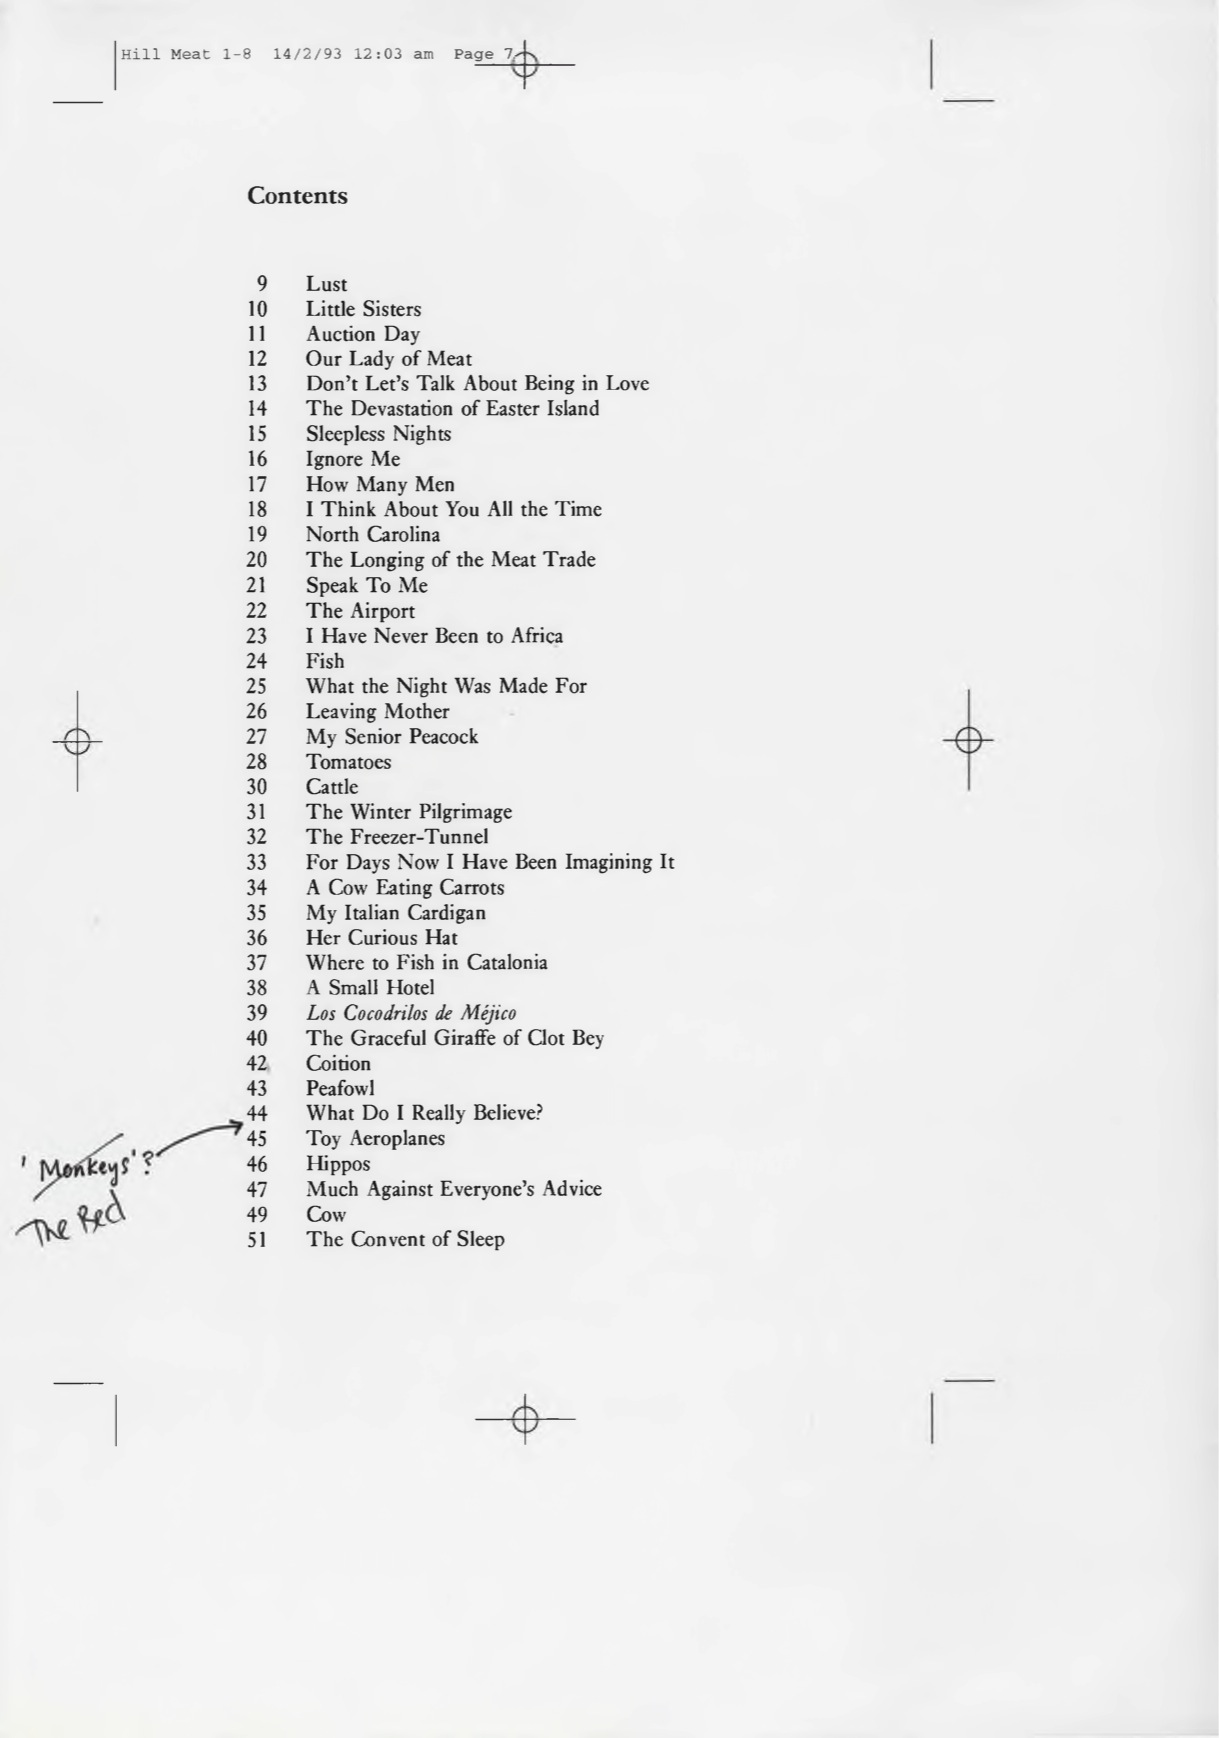 Hill Meat 1-8 14/2/93 12:03 am Page 7
Contents
9 Lust
10 Little Sisters
11 Auction Day
12 Our Lady of Meat
13 Don't Let's Talk About Being in Love
14 The Devastation of Easter Island
15 Sleepless Nights
16 Ignore Me
17 How Many Men
18 I Think About You All the Time
19 North Carolina
20 The Longing of the Meat Trade
21 Speak To Me
22 The Airport
23 I Have Never Been to Africa
24 Fish
25 What the Night Was Made For
26 Leaving Mother
27 My Senior Peacock
28 Tomatoes
30 Cattle
31 The Winter Pilgrimage
32 The Freezer-Tunnel
33 For Days Now I Have Been Imagining It
34 A Cow Eating Carrots
35 My Italian Cardigan
36 Her Curious Hat
37 Where to Fish in Catalonia
38 A Small Hotel
39 Los Cocodrilos de Méjico
40 The Graceful Giraffe of Clot Bey
42 Coition
43 Peafowl
44 What Do I Really Believe?
45 Toy Aeroplanes
46 Hippos
47 Much Against Everyone's Advice
49 Cow
51 The Convent of Sleep
'Monkeys'?
The